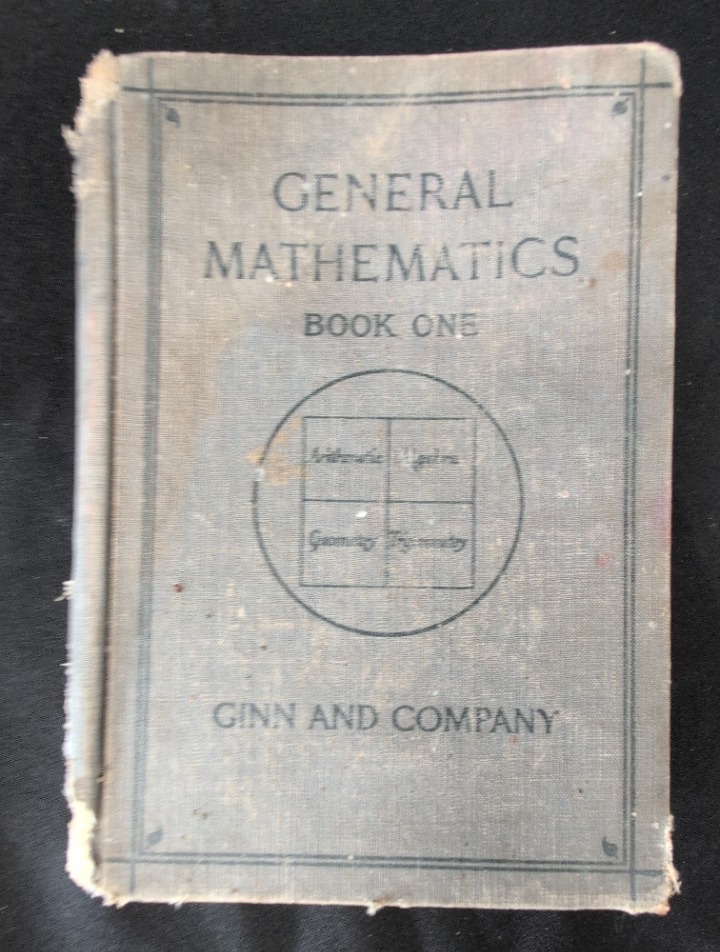 GENERAL
MATHEMATICS
BOOK ONE
Arithmetic Algebra
Geometry Trigonometry
GINN AND COMPANY